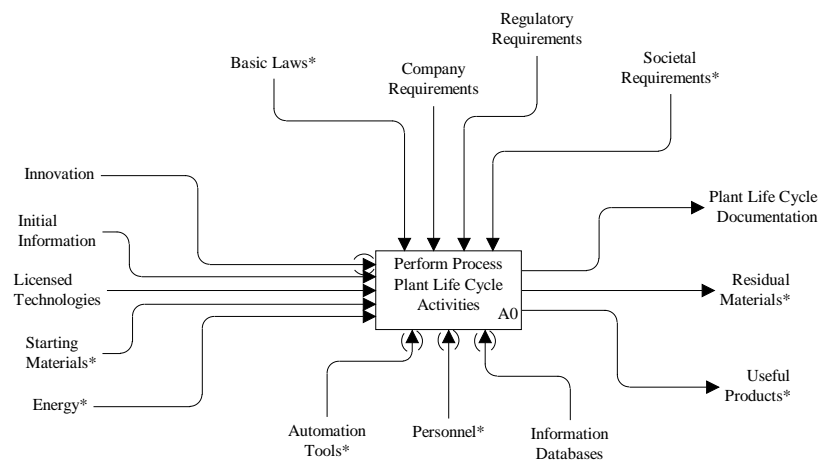 Regulatory
Requirements
Basic Laws*
Company
Requirements
Societal
Requirements*
Innovation
Initial
Information
Licensed
Technologies
Starting
Materials*
Energy*
Perform Process
Plant Life Cycle
Activities
A0
Plant Life Cycle
Documentation
Residual
Materials*
Useful
Products*
Automation
Tools*
Personnel*
Information
Databases